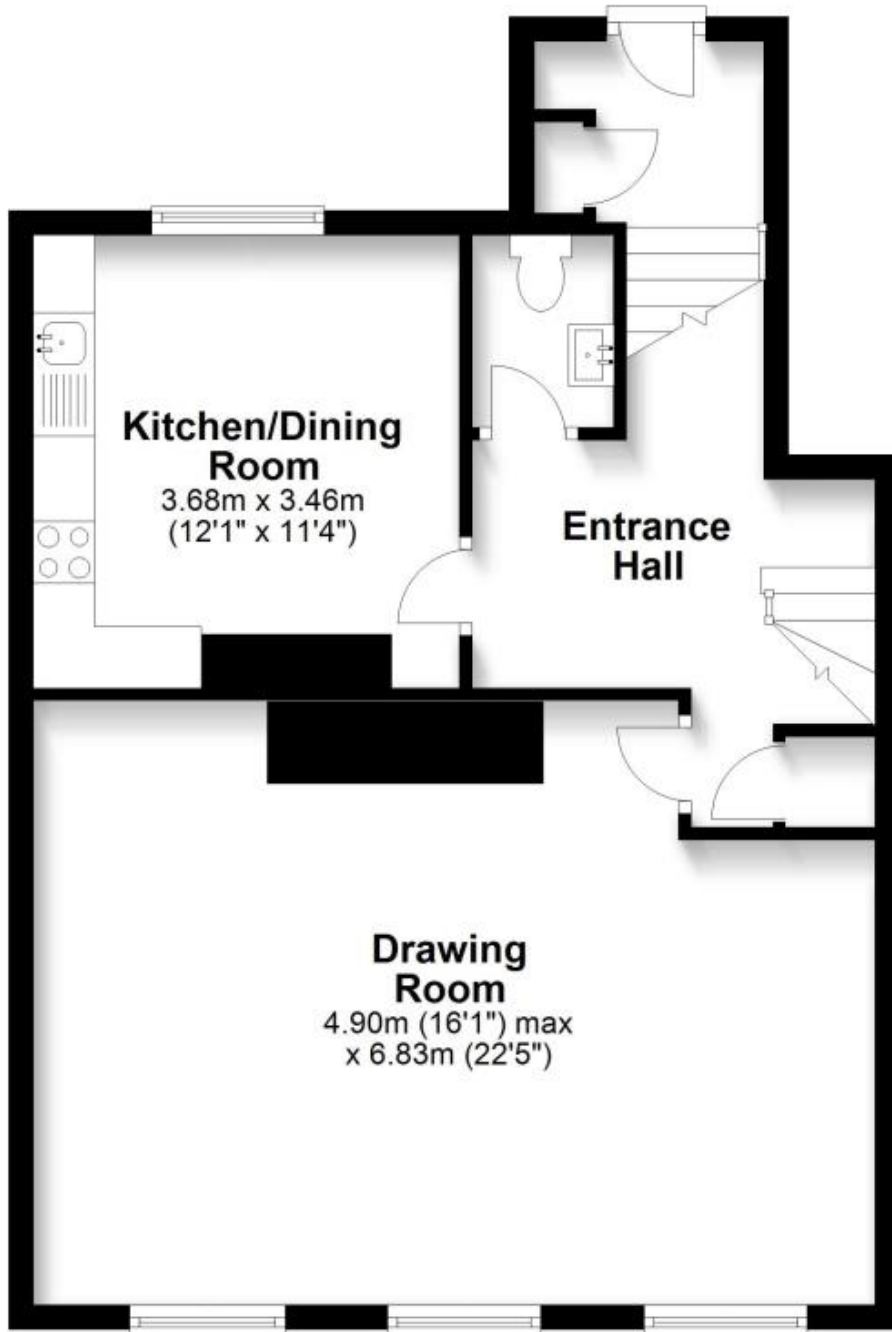 Kitchen/Dining
Room
3.68m x 3.46m
(12'1" x 11'4")
Entrance
Hall
Drawing
Room
4.90m (16'1") max
x 6.83m (22'5")